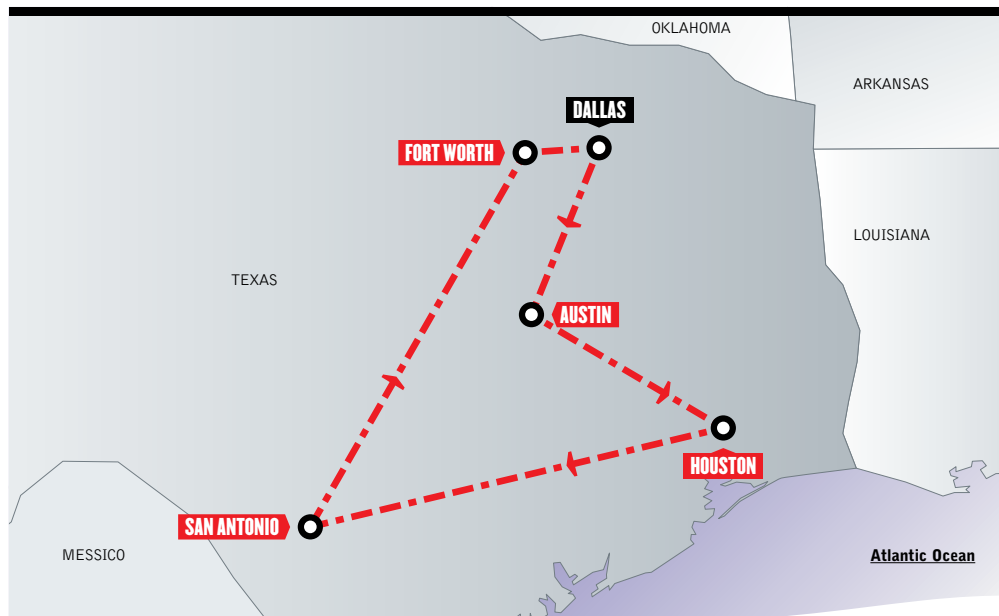 OKLAHOMA
ARKANSAS
DALLAS
FORT WORTH
LOUISIANA
TEXAS
AUSTIN
HOUSTON
SAN ANTONIO
MESSICO
Atlantic Ocean